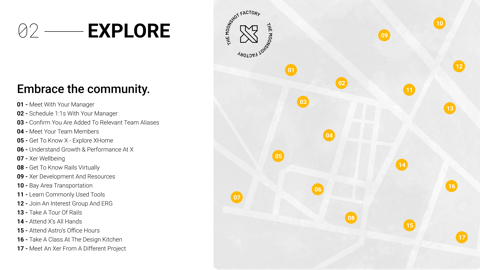 02 EXPLORE
THE MOONSHOT FACTORY
THE MOONSHOT FACTORY
Embrace the community.
01 - Meet With Your Manager
02 - Schedule 1:1s With Your Manager
03 - Confirm You Are Added To Relevant Team Aliases
04 - Meet Your Team Members
05 - Get To Know X - Explore XHome
06 - Understand Growth & Performance At X
07 - Xer Wellbeing
08 - Get To Know Rails Virtually
09 - Xer Development And Resources
10 - Bay Area Transportation
11 - Learn Commonly Used Tools
12 - Join An Interest Group And ERG
13 - Take A Tour Of Rails
14 - Attend X's All Hands
15 - Attend Astro's Office Hours
16 - Take A Class At The Design Kitchen
17 - Meet An Xer From A Different Project
10
09
12
01
02
11
03
13
04
05
14
06
16
07
08
15
17